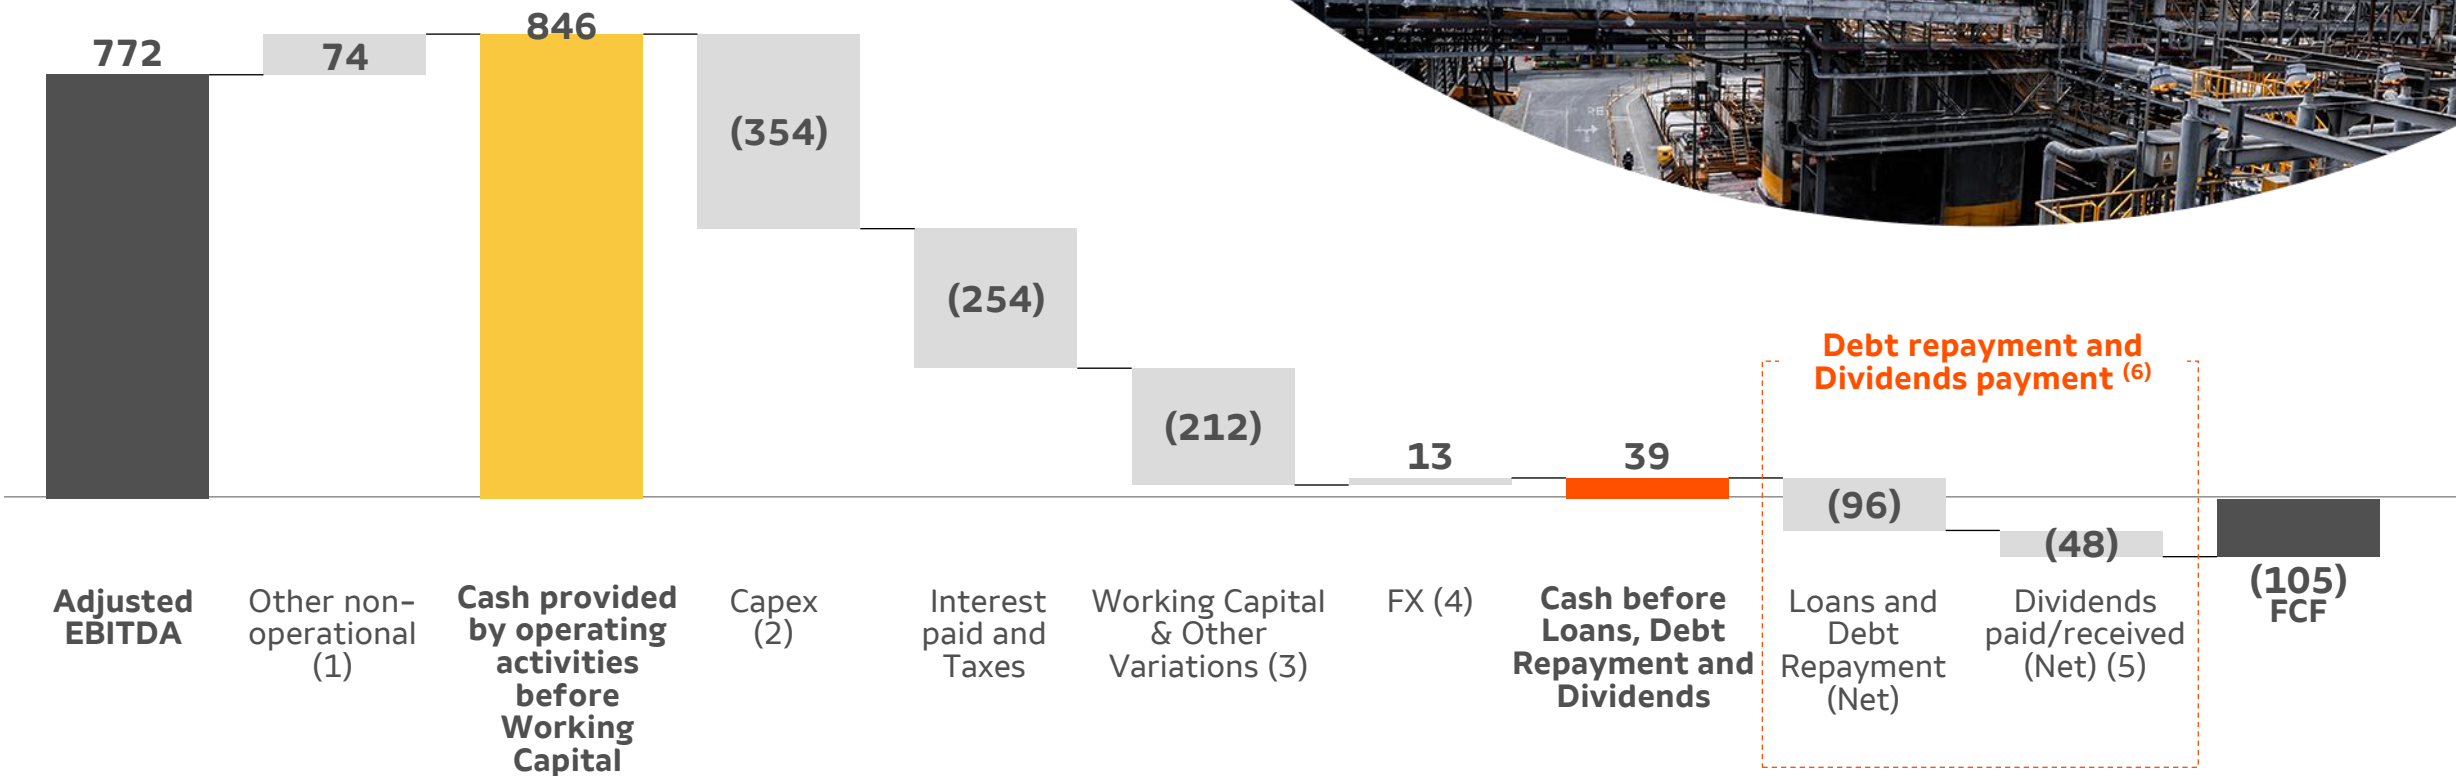 772
74
846
(354)
(254)
(212)
13
39
Debt repayment and
Dividends payment (6)
(96)
(48)
(105)
Adjusted
EBITDA
Other non-
operational
(1)
Cash provided
by operating
activities
before
Working
Capital
Capex
(2)
Interest
paid and
Taxes
Working Capital
& Other
Variations (3)
FX (4)
Cash before
Loans, Debt
Repayment and
Dividends
Loans and
Debt
Repayment
(Net)
Dividends
paid/received
(Net) (5)
FCF